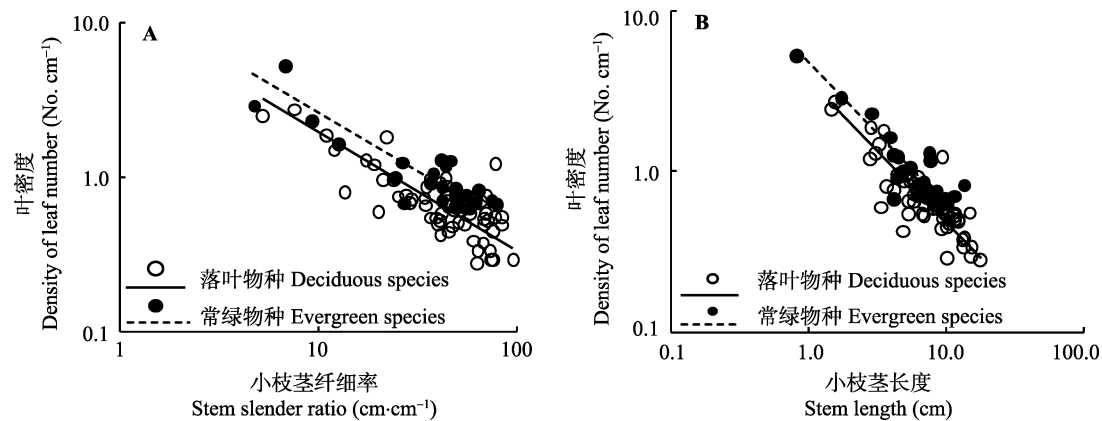 A
叶密度
Density of leaf number (No. cm⁻¹)
10.0
1.0
0.1
落叶物种 Deciduous species
常绿物种 Evergreen species
1 10 100
小枝茎纤细率
Stem slender ratio (cm·cm⁻¹)
B
叶密度
Density of leaf number (No. cm⁻¹)
10.0
1.0
0.1
落叶物种 Deciduous species
常绿物种 Evergreen species
0.1 1.0 10.0 100.0
小枝茎长度
Stem length (cm)